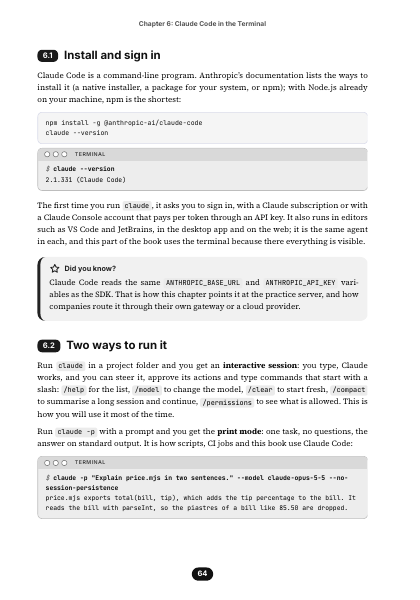 Chapter 6: Claude Code in the Terminal
6.1 Install and sign in
Claude Code is a command-line program. Anthropic's documentation lists the ways to
install it (a native installer, a package for your system, or npm); with Node.js already
on your machine, npm is the shortest:
npm install -g @anthropic-ai/claude-code
claude --version
TERMINAL
$ claude --version
2.1.331 (Claude Code)
The first time you run claude, it asks you to sign in, with a Claude subscription or with
a Claude Console account that pays per token through an API key. It also runs in editors
such as VS Code and JetBrains, in the desktop app and on the web; it is the same agent
in each, and this part of the book uses the terminal because there everything is visible.
Did you know?
Claude Code reads the same ANTHROPIC_BASE_URL and ANTHROPIC_API_KEY vari-
ables as the SDK. That is how this chapter points it at the practice server, and how
companies route it through their own gateway or a cloud provider.
6.2 Two ways to run it
Run claude in a project folder and you get an interactive session: you type, Claude
works, and you can steer it, approve its actions and type commands that start with a
slash: /help for the list, /model to change the model, /clear to start fresh, /compact
to summarise a long session and continue, /permissions to see what is allowed. This is
how you will use it most of the time.
Run claude -p with a prompt and you get the print mode: one task, no questions, the
answer on standard output. It is how scripts, CI jobs and this book use Claude Code:
TERMINAL
$ claude -p "Explain price.mjs in two sentences." --model claude-opus-5-5 --no-
session-persistence
price.mjs exports total(bill, tip), which adds the tip percentage to the bill. It
reads the bill with parseInt, so the piastres of a bill like 85.50 are dropped.
64